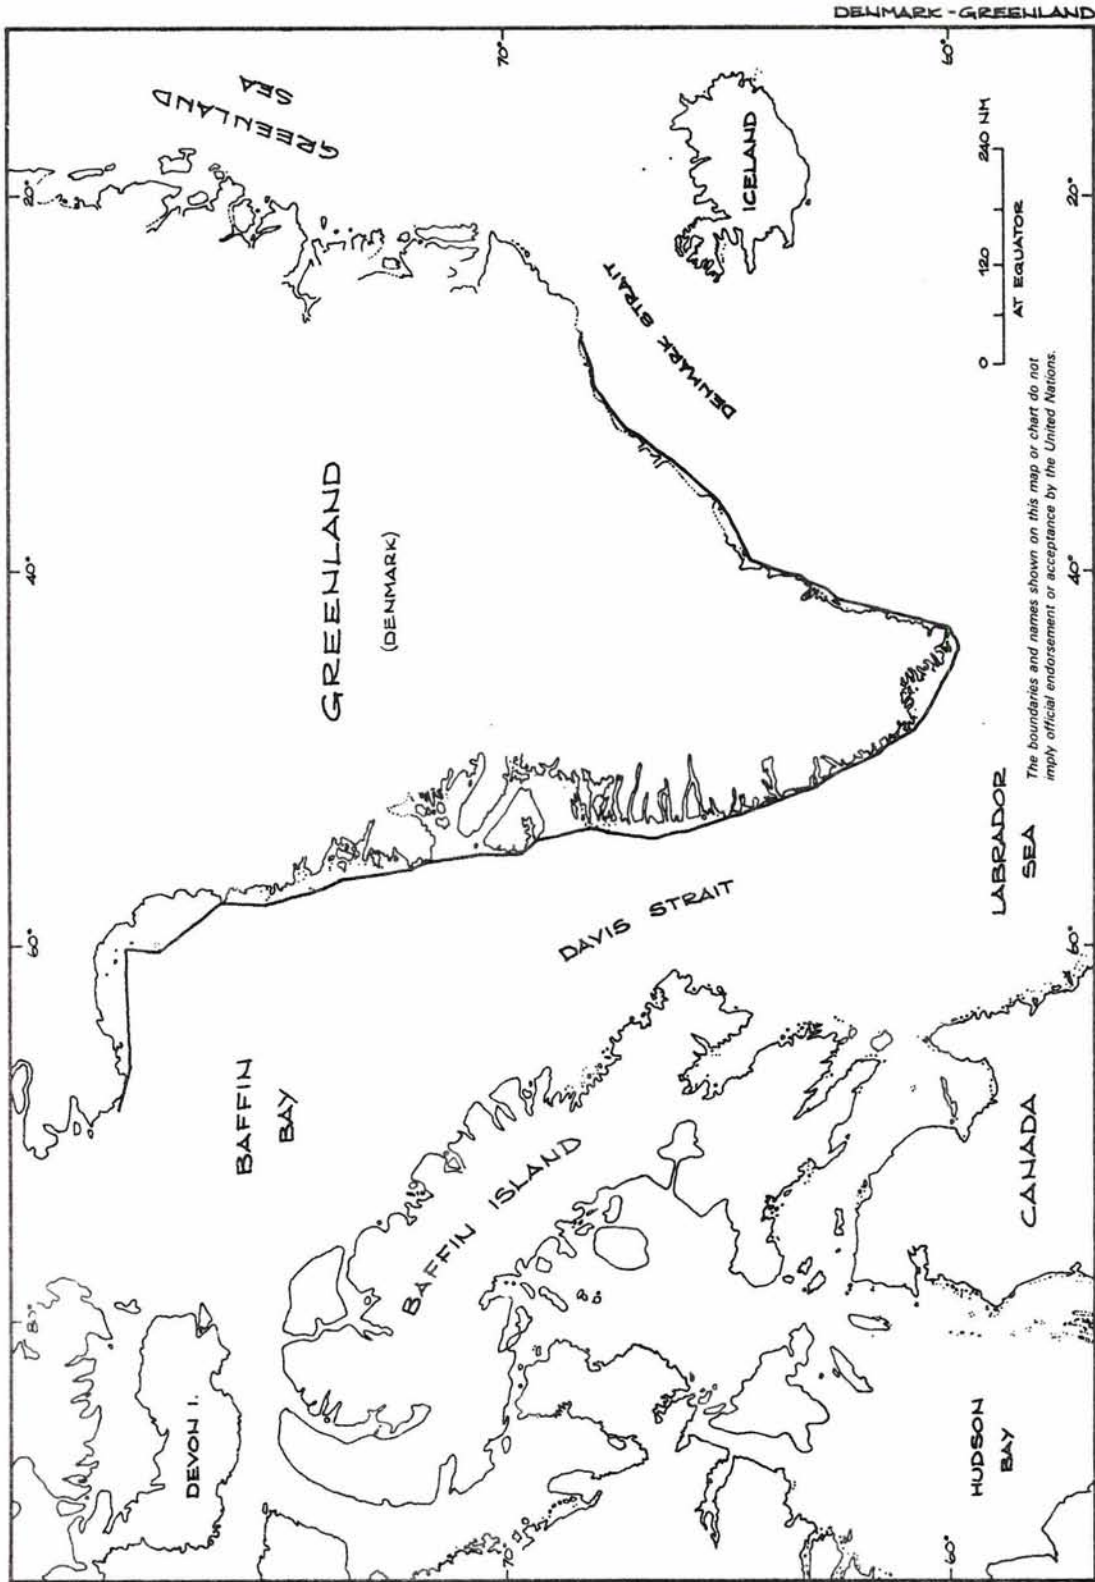 DENMARK - GREENLAND
20°
40°
60°
80°
70°
60°
GREENLAND
SEA
GREENLAND
(DENMARK)
ICELAND
DENMARK STRAIT
BAFFIN
BAY
DAVIS STRAIT
BAFFIN ISLAND
DEVON I.
LABRADOR
SEA
CANADA
HUDSON
BAY
70°
60°
20°
40°
60°
0 120 240 NM
AT EQUATOR
The boundaries and names shown on this map or chart do not
imply official endorsement or acceptance by the United Nations.